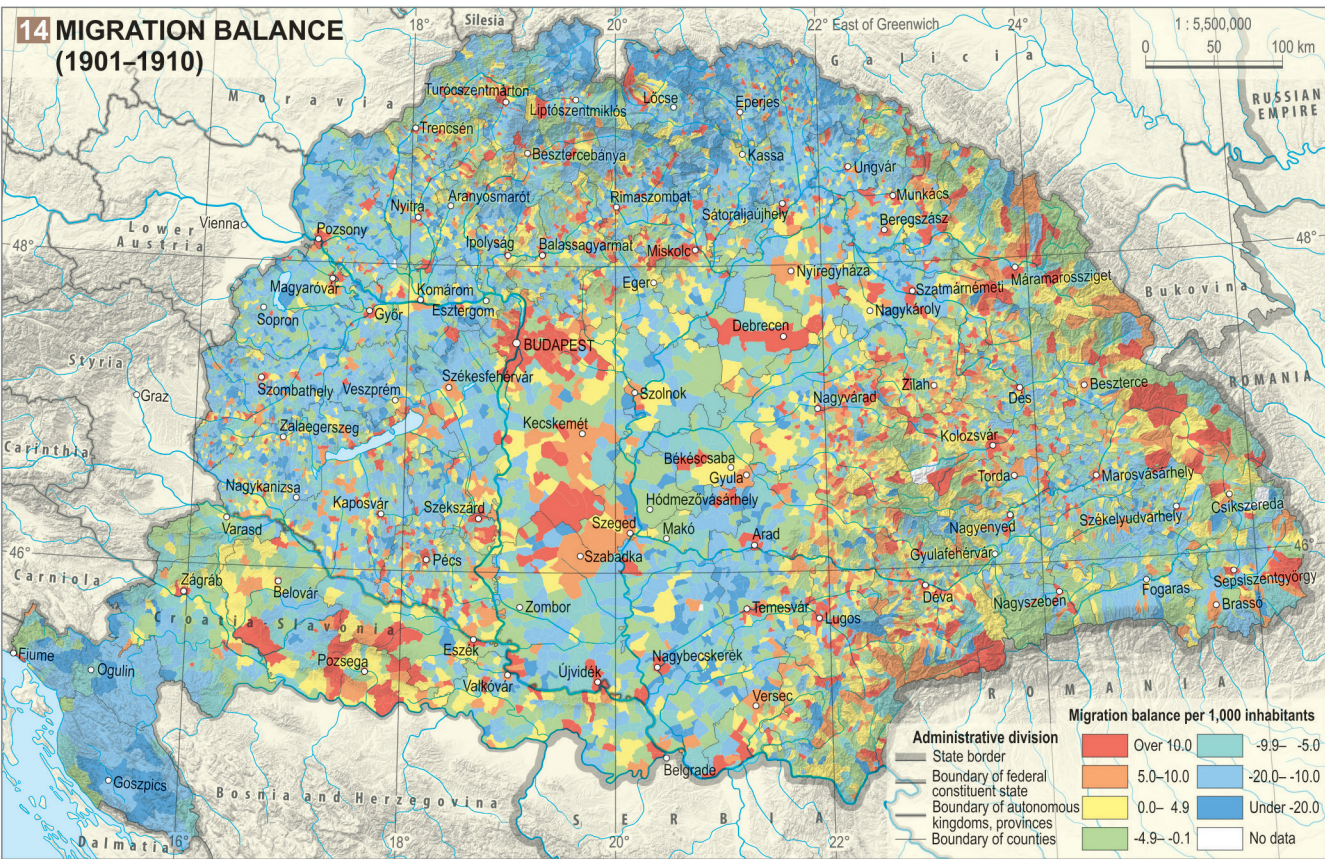 14 MIGRATION BALANCE
(1901–1910)
18°
Silesia
20°
22°
East of Greenwich
24°
1 : 5,500,000
0 50 100 km
Galicia
Moravia
RUSSIAN
EMPIRE
Turócszentmárton
Liptószentmiklós
Lőcse
Eperjes
Trencsén
Besztercebánya
Kassa
Ungvár
Munkács
Nyitra
Aranyosmarót
Rimaszombat
Sátoraljaújhely
Beregszász
Vienna
Lower
Austria
Pozsony
Ipolyság
Balassagyarmat
Miskolc
48°
48°
Nyíregyháza
Máramarossziget
Magyaróvár
Komárom
Eger
Szatmárnémeti
Bukovina
Sopron
Győr
Esztergom
Debrecen
Nagykároly
BUDAPEST
Styria
Graz
Szombathely
Veszprém
Székesfehérvár
Szolnok
Nagyvárad
Zilah
Dés
Beszterce
ROMANIA
Zalaegerszeg
Kecskemét
Kolozsvár
Carinthia
Békéscsaba
Gyula
Torda
Marosvásárhely
Nagykanizsa
Kaposvár
Szekszárd
Hódmezővásárhely
Csíkszereda
Varasd
Szeged
Makó
Arad
Nagyenyed
Székelyudvarhely
46°
46°
Pécs
Szabadka
Gyulafehérvár
Carniola
Zágráb
Belovár
Zombor
Temesvár
Lugos
Déva
Nagyszeben
Fogaras
Sepsiszentgyörgy
Brassó
Croatia-Slavonia
Fiume
Ogulin
Pozsega
Eszék
Valkóvár
Újvidék
Nagybecskerek
Versec
ROMANIA
Goszpics
Belgrade
Bosnia and Herzegovina
SERBIA
Dalmatia
16°
18°
20°
22°
Administrative division
State border
Boundary of federal
constituent state
Boundary of autonomous
kingdoms, provinces
Boundary of counties
Migration balance per 1,000 inhabitants
Over 10.0
5.0–10.0
0.0– 4.9
-4.9– -0.1
-9.9– -5.0
-20.0– -10.0
Under -20.0
No data